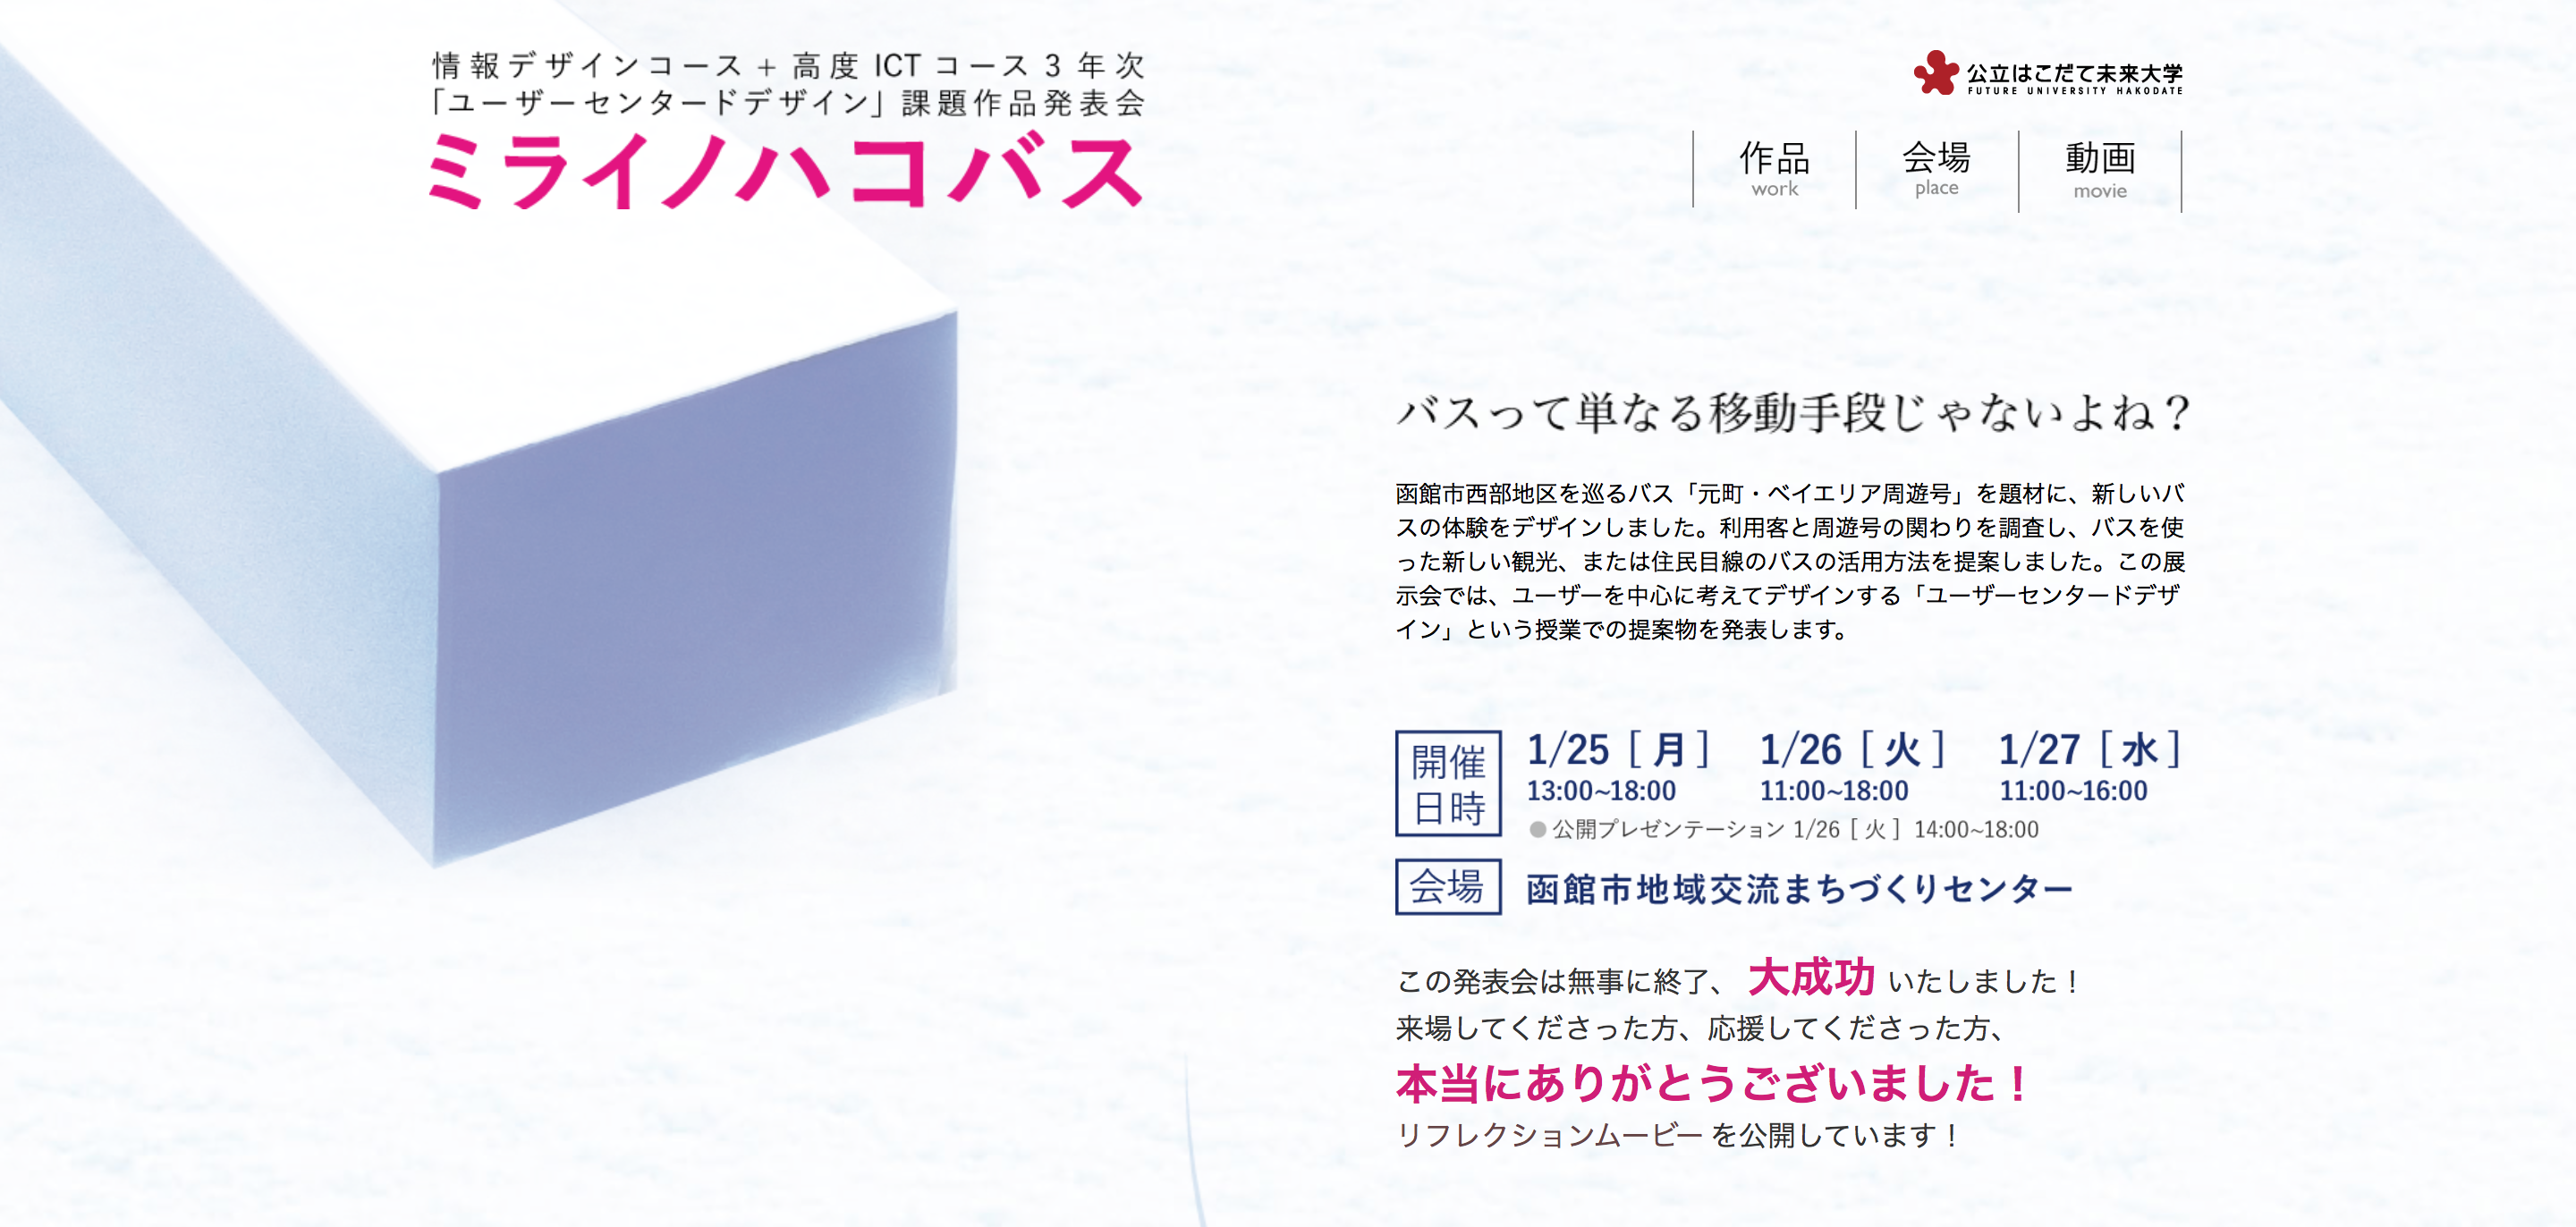 情報デザインコース + 高度 ICT コース 3 年次
「ユーザーセンタードデザイン」課題作品発表会
ミライノハコバス
公立はこだて未来大学
FUTURE UNIVERSITY HAKODATE
作品
work
会場
place
動画
movie
バスって単なる移動手段じゃないよね？
函館市西部地区を巡るバス「元町・ベイエリア周遊号」を題材に、新しいバ
スの体験をデザインしました。利用客と周遊号の関わりを調査し、バスを使
った新しい観光、または住民目線のバスの活用方法を提案しました。この展
示会では、ユーザーを中心に考えてデザインする「ユーザーセンタードデザ
イン」という授業での提案物を発表します。
開催
日時
1/25 [ 月 ] 1/26 [ 火 ] 1/27 [ 水 ]
13:00~18:00 11:00~18:00 11:00~16:00
●公開プレゼンテーション 1/26 [ 火 ] 14:00~18:00
会場
函館市地域交流まちづくりセンター
この発表会は無事に終了、 大成功 いたしました！
来場してくださった方、応援してくださった方、
本当にありがとうございました！
リフレクションムービー を公開しています！